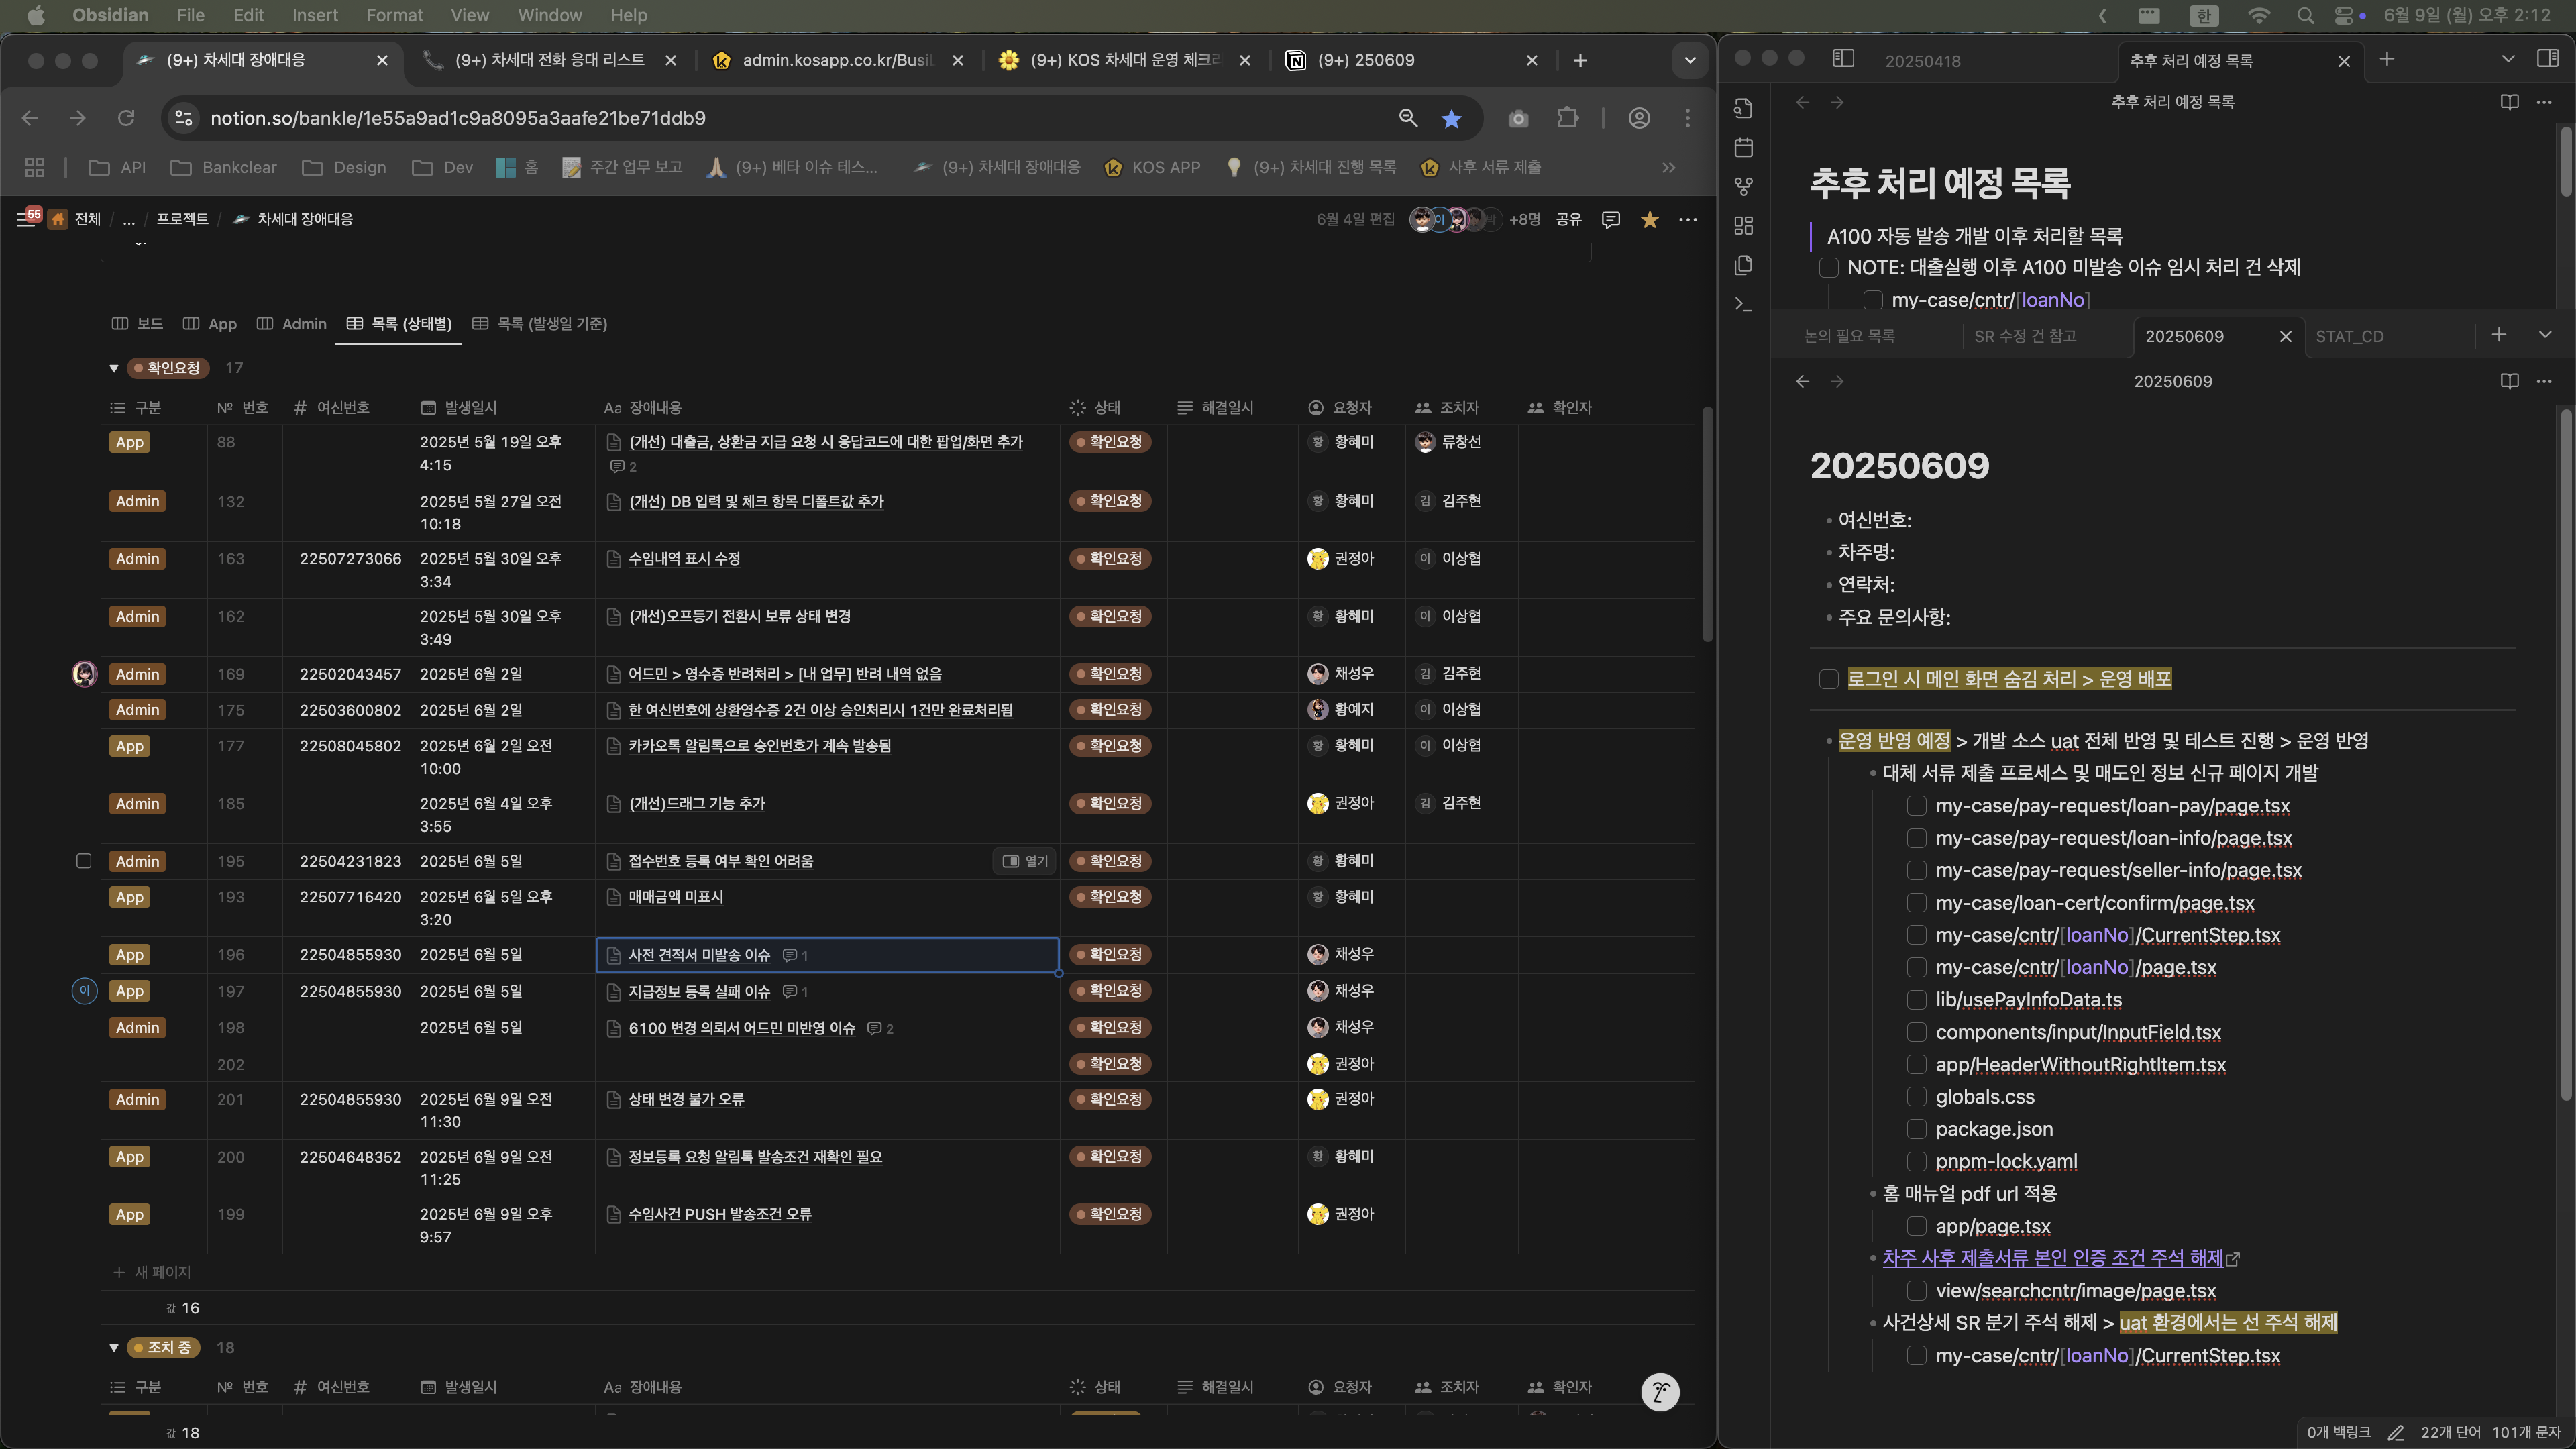 Obsidian File Edit Insert Format View Window Help
한 6월 9일 (월) 오후 2:12
(9+) 차세대 장애대응
(9+) 차세대 전화 응대 리스트
admin.kosapp.co.kr/Busi
(9+) KOS 차세대 운영 체크
(9+) 250609
notion.so/bankle/1e55a9ad1c9a8095a3aafe21be71ddb9
API Bankclear Design Dev 홈 주간 업무 보고 (9+) 베타 이슈 테스... (9+) 차세대 장애대응 KOS APP (9+) 차세대 진행 목록 사후 서류 제출
55 전체 / ... / 프로젝트 / 차세대 장애대응
6월 4일 편집 이 박 +8명 공유
보드 App Admin 목록 (상태별) 목록 (발생일 기준)
확인요청 17
구분 № 번호 # 여신번호 발생일시 Aa 장애내용 상태 해결일시 요청자 조치자 확인자
App 88 2025년 5월 19일 오후 4:15 (개선) 대출금, 상환금 지급 요청 시 응답코드에 대한 팝업/화면 추가 2 확인요청 황 황혜미 류창선
Admin 132 2025년 5월 27일 오전 10:18 (개선) DB 입력 및 체크 항목 디폴트값 추가 확인요청 황 황혜미 김 김주현
Admin 163 22507273066 2025년 5월 30일 오후 3:34 수임내역 표시 수정 확인요청 권정아 이 이상협
Admin 162 2025년 5월 30일 오후 3:49 (개선)오프등기 전환시 보류 상태 변경 확인요청 황 황혜미 이 이상협
Admin 169 22502043457 2025년 6월 2일 어드민 > 영수증 반려처리 > [내 업무] 반려 내역 없음 확인요청 채성우 김 김주현
Admin 175 22503600802 2025년 6월 2일 한 여신번호에 상환영수증 2건 이상 승인처리시 1건만 완료처리됨 확인요청 황예지 이 이상협
App 177 22508045802 2025년 6월 2일 오전 10:00 카카오톡 알림톡으로 승인번호가 계속 발송됨 확인요청 황 황혜미 이 이상협
Admin 185 2025년 6월 4일 오후 3:55 (개선)드래그 기능 추가 확인요청 권정아 김 김주현
Admin 195 22504231823 2025년 6월 5일 접수번호 등록 여부 확인 어려움 열기 확인요청 황 황혜미
App 193 22507716420 2025년 6월 5일 오후 3:20 매매금액 미표시 확인요청 황 황혜미
App 196 22504855930 2025년 6월 5일 사전 견적서 미발송 이슈 1 확인요청 채성우
이 App 197 22504855930 2025년 6월 5일 지급정보 등록 실패 이슈 1 확인요청 채성우
Admin 198 2025년 6월 5일 6100 변경 의뢰서 어드민 미반영 이슈 2 확인요청 채성우
202 확인요청 권정아
Admin 201 22504855930 2025년 6월 9일 오전 11:30 상태 변경 불가 오류 확인요청 권정아
App 200 22504648352 2025년 6월 9일 오전 11:25 정보등록 요청 알림톡 발송조건 재확인 필요 확인요청 황 황혜미
App 199 2025년 6월 9일 오후 9:57 수임사건 PUSH 발송조건 오류 확인요청 권정아
+ 새 페이지
값 16
조치 중 18
구분 № 번호 # 여신번호 발생일시 Aa 장애내용 상태 해결일시 요청자 조치자 확인자
값 18
20250418
추후 처리 예정 목록
추후 처리 예정 목록
추후 처리 예정 목록
A100 자동 발송 개발 이후 처리할 목록
NOTE: 대출실행 이후 A100 미발송 이슈 임시 처리 건 삭제
my-case/cntr/[loanNo]
논의 필요 목록 SR 수정 건 참고 20250609 STAT_CD
20250609
20250609
여신번호:
차주명:
연락처:
주요 문의사항:
로그인 시 메인 화면 숨김 처리 > 운영 배포
운영 반영 예정 > 개발 소스 uat 전체 반영 및 테스트 진행 > 운영 반영
대체 서류 제출 프로세스 및 매도인 정보 신규 페이지 개발
my-case/pay-request/loan-pay/page.tsx
my-case/pay-request/loan-info/page.tsx
my-case/pay-request/seller-info/page.tsx
my-case/loan-cert/confirm/page.tsx
my-case/cntr/[loanNo]/CurrentStep.tsx
my-case/cntr/[loanNo]/page.tsx
lib/usePayInfoData.ts
components/input/InputField.tsx
app/HeaderWithoutRightItem.tsx
globals.css
package.json
pnpm-lock.yaml
홈 매뉴얼 pdf url 적용
app/page.tsx
차주 사후 제출서류 본인 인증 조건 주석 해제
view/searchcntr/image/page.tsx
사건상세 SR 분기 주석 해제 > uat 환경에서는 선 주석 해제
my-case/cntr/[loanNo]/CurrentStep.tsx
0개 백링크 22개 단어 101개 문자